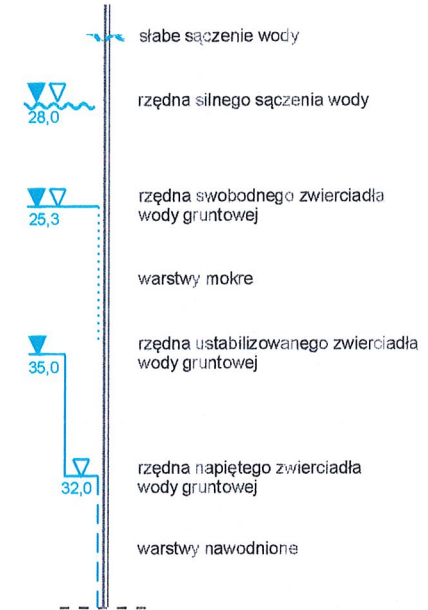 słabe sączenie wody
rzędna silnego sączenia wody
28,0
rzędna swobodnego zwierciadła
wody gruntowej
25,3
warstwy mokre
rzędna ustabilizowanego zwierciadła
wody gruntowej
35,0
rzędna napiętego zwierciadła
wody gruntowej
32,0
warstwy nawodnione